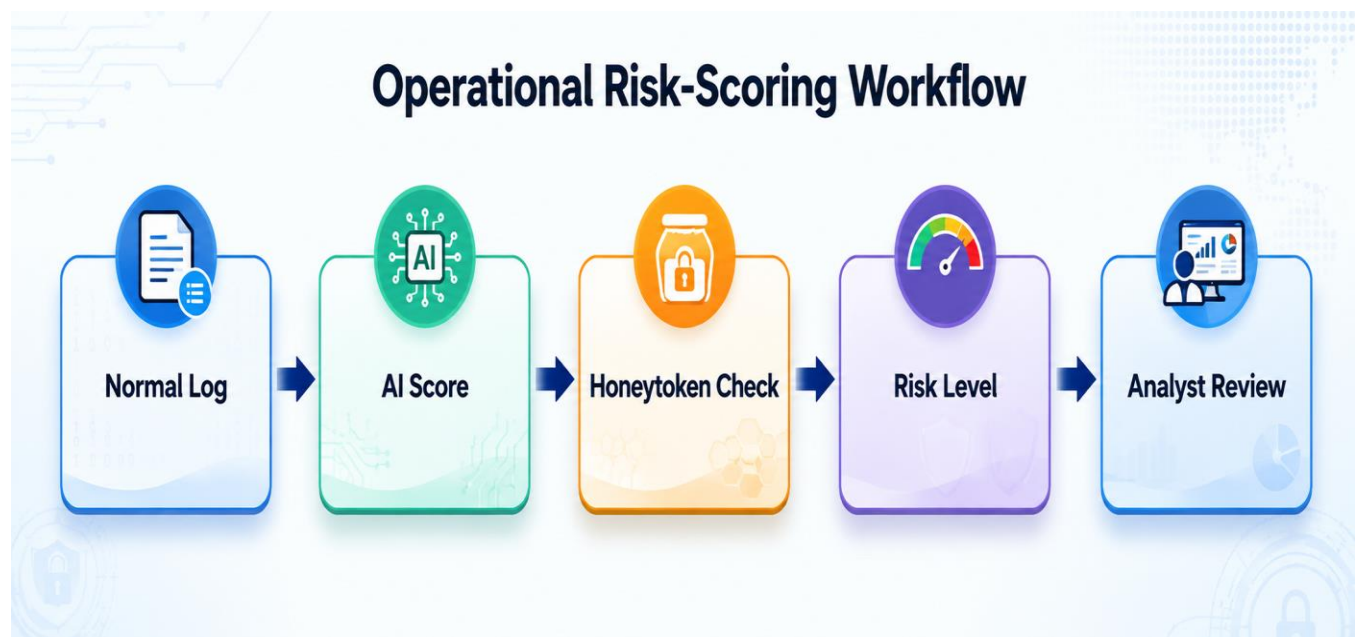 Operational Risk-Scoring Workflow
AI
Normal Log
AI Score
Honeytoken Check
Risk Level
Analyst Review